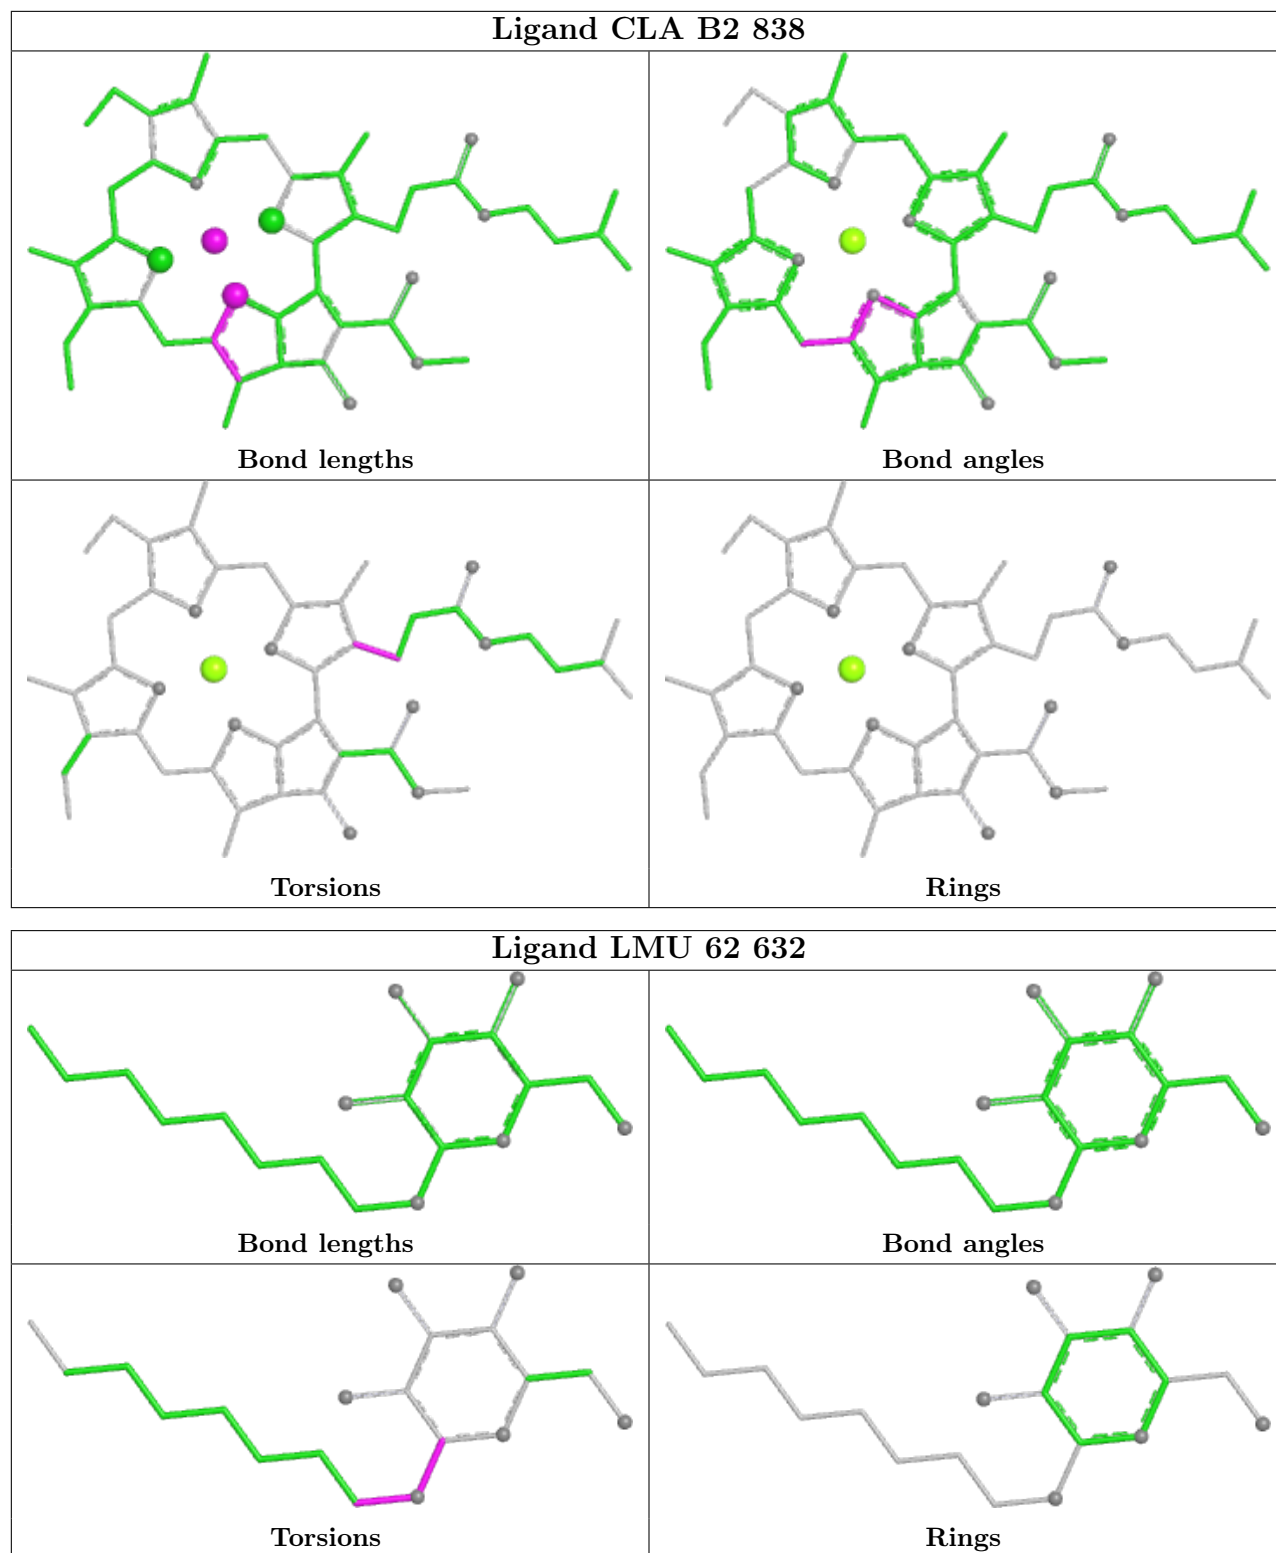 Ligand CLA B2 838
Bond lengths
Bond angles
Torsions
Rings
Ligand LMU 62 632
Bond lengths
Bond angles
Torsions
Rings